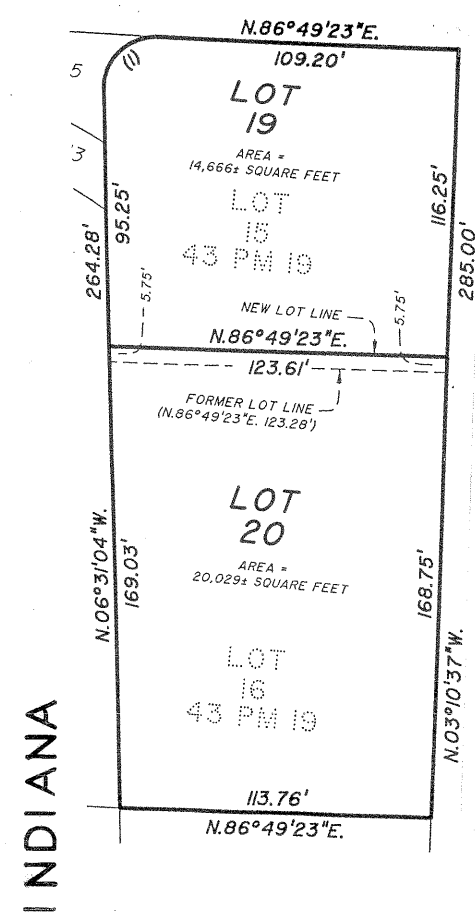 N.86°49'23"E.
109.20'
5
(1)
LOT
19
3
AREA =
14,666± SQUARE FEET
LOT
15
43 PM 19
95.25'
264.28'
116.25'
285.00'
5.75'
5.75'
NEW LOT LINE
N.86°49'23"E.
123.61'
FORMER LOT LINE
(N.86°49'23"E. 123.28')
LOT
20
AREA =
20,029± SQUARE FEET
N.06°31'04"W.
169.03'
168.75'
N.03°10'37"W.
LOT
16
43 PM 19
INDIANA
113.76'
N.86°49'23"E.